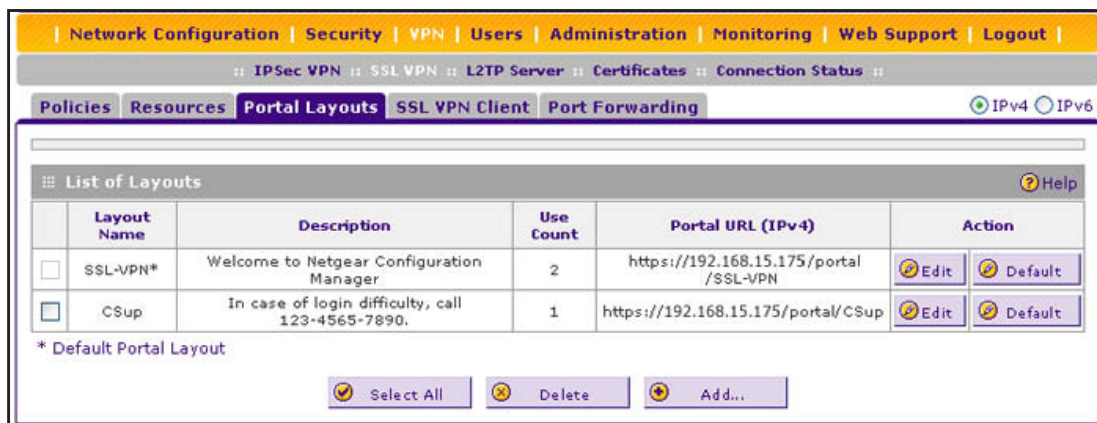 | Network Configuration | Security | VPN | Users | Administration | Monitoring | Web Support | Logout |
:: IPSec VPN :: SSL VPN :: L2TP Server :: Certificates :: Connection Status ::
Policies Resources Portal Layouts SSL VPN Client Port Forwarding IPv4 IPv6
List of Layouts Help
Layout Name Description Use Count Portal URL (IPv4) Action
SSL-VPN* Welcome to Netgear Configuration Manager 2 https://192.168.15.175/portal/SSL-VPN Edit Default
CSup In case of login difficulty, call 123-4565-7890. 1 https://192.168.15.175/portal/CSup Edit Default
* Default Portal Layout
Select All Delete Add...